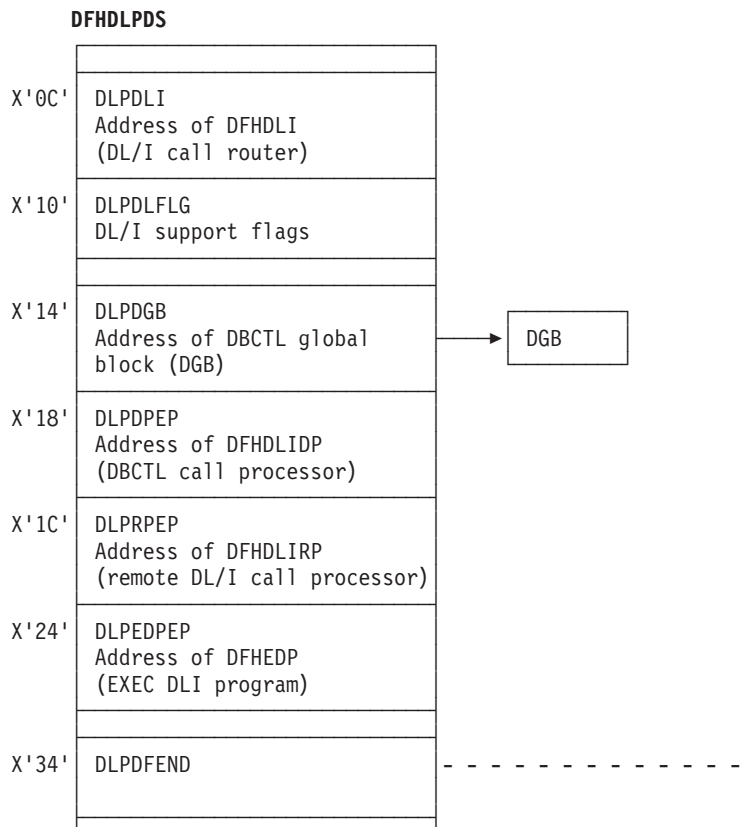 DFHDLPDS
X'0C' DLPDLI
Address of DFHDLI
(DL/I call router)
X'10' DLPDLFLG
DL/I support flags
X'14' DLPDGB
Address of DBCTL global
block (DGB)
DGB
X'18' DLPDPEP
Address of DFHDLIDP
(DBCTL call processor)
X'1C' DLPRPEP
Address of DFHDLIRP
(remote DL/I call processor)
X'24' DLPEDPEP
Address of DFHEDP
(EXEC DLI program)
X'34' DLPDFEND